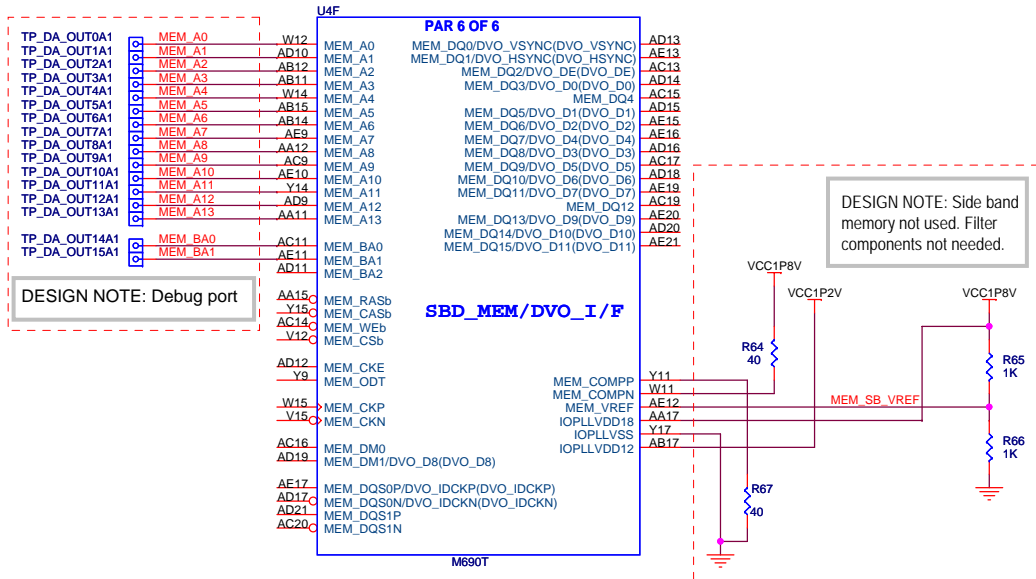 U4F
PAR 6 OF 6
TP_DA_OUT0A1 MEM_A0 W12 MEM_A0
TP_DA_OUT1A1 MEM_A1 AD10 MEM_A1
TP_DA_OUT2A1 MEM_A2 AB12 MEM_A2
TP_DA_OUT3A1 MEM_A3 AB11 MEM_A3
TP_DA_OUT4A1 MEM_A4 W14 MEM_A4
TP_DA_OUT5A1 MEM_A5 AB15 MEM_A5
TP_DA_OUT6A1 MEM_A6 AB14 MEM_A6
TP_DA_OUT7A1 MEM_A7 AE9 MEM_A7
TP_DA_OUT8A1 MEM_A8 AA12 MEM_A8
TP_DA_OUT9A1 MEM_A9 AC9 MEM_A9
TP_DA_OUT10A1 MEM_A10 AE10 MEM_A10
TP_DA_OUT11A1 MEM_A11 Y14 MEM_A11
TP_DA_OUT12A1 MEM_A12 AD9 MEM_A12
TP_DA_OUT13A1 MEM_A13 AA11 MEM_A13
TP_DA_OUT14A1 MEM_BA0 AC11 MEM_BA0
TP_DA_OUT15A1 MEM_BA1 AE11 MEM_BA1
AD11 MEM_BA2
DESIGN NOTE: Debug port
AA15 MEM_RASb
Y15 MEM_CASb
AC14 MEM_WEb
V12 MEM_CSb
AD12 MEM_CKE
Y9 MEM_ODT
W15 MEM_CKP
V15 MEM_CKN
AC16 MEM_DM0
AD19 MEM_DM1/DVO_D8(DVO_D8)
AE17 MEM_DQS0P/DVO_IDCKP(DVO_IDCKP)
AD17 MEM_DQS0N/DVO_IDCKN(DVO_IDCKN)
AD21 MEM_DQS1P
AC20 MEM_DQS1N
MEM_DQ0/DVO_VSYNC(DVO_VSYNC) AD13
MEM_DQ1/DVO_HSYNC(DVO_HSYNC) AE13
MEM_DQ2/DVO_DE(DVO_DE) AC13
MEM_DQ3/DVO_D0(DVO_D0) AD14
MEM_DQ4 AC15
MEM_DQ5/DVO_D1(DVO_D1) AD15
MEM_DQ6/DVO_D2(DVO_D2) AE15
MEM_DQ7/DVO_D4(DVO_D4) AE16
MEM_DQ8/DVO_D3(DVO_D3) AD16
MEM_DQ9/DVO_D5(DVO_D5) AC17
MEM_DQ10/DVO_D6(DVO_D6) AD18
MEM_DQ11/DVO_D7(DVO_D7) AE19
MEM_DQ12 AC19
MEM_DQ13/DVO_D9(DVO_D9) AE20
MEM_DQ14/DVO_D10(DVO_D10) AD20
MEM_DQ15/DVO_D11(DVO_D11) AE21
SBD_MEM/DVO_I/F
MEM_COMPP Y11
MEM_COMPN W11
MEM_VREF AE12 MEM_SB_VREF
IOPLLVDD18 AA17
IOPLLVSS Y17
IOPLLVDD12 AB17
M690T
DESIGN NOTE: Side band
memory not used. Filter
components not needed.
VCC1P8V
VCC1P2V
VCC1P8V
R64
40
R65
1K
R66
1K
R67
40